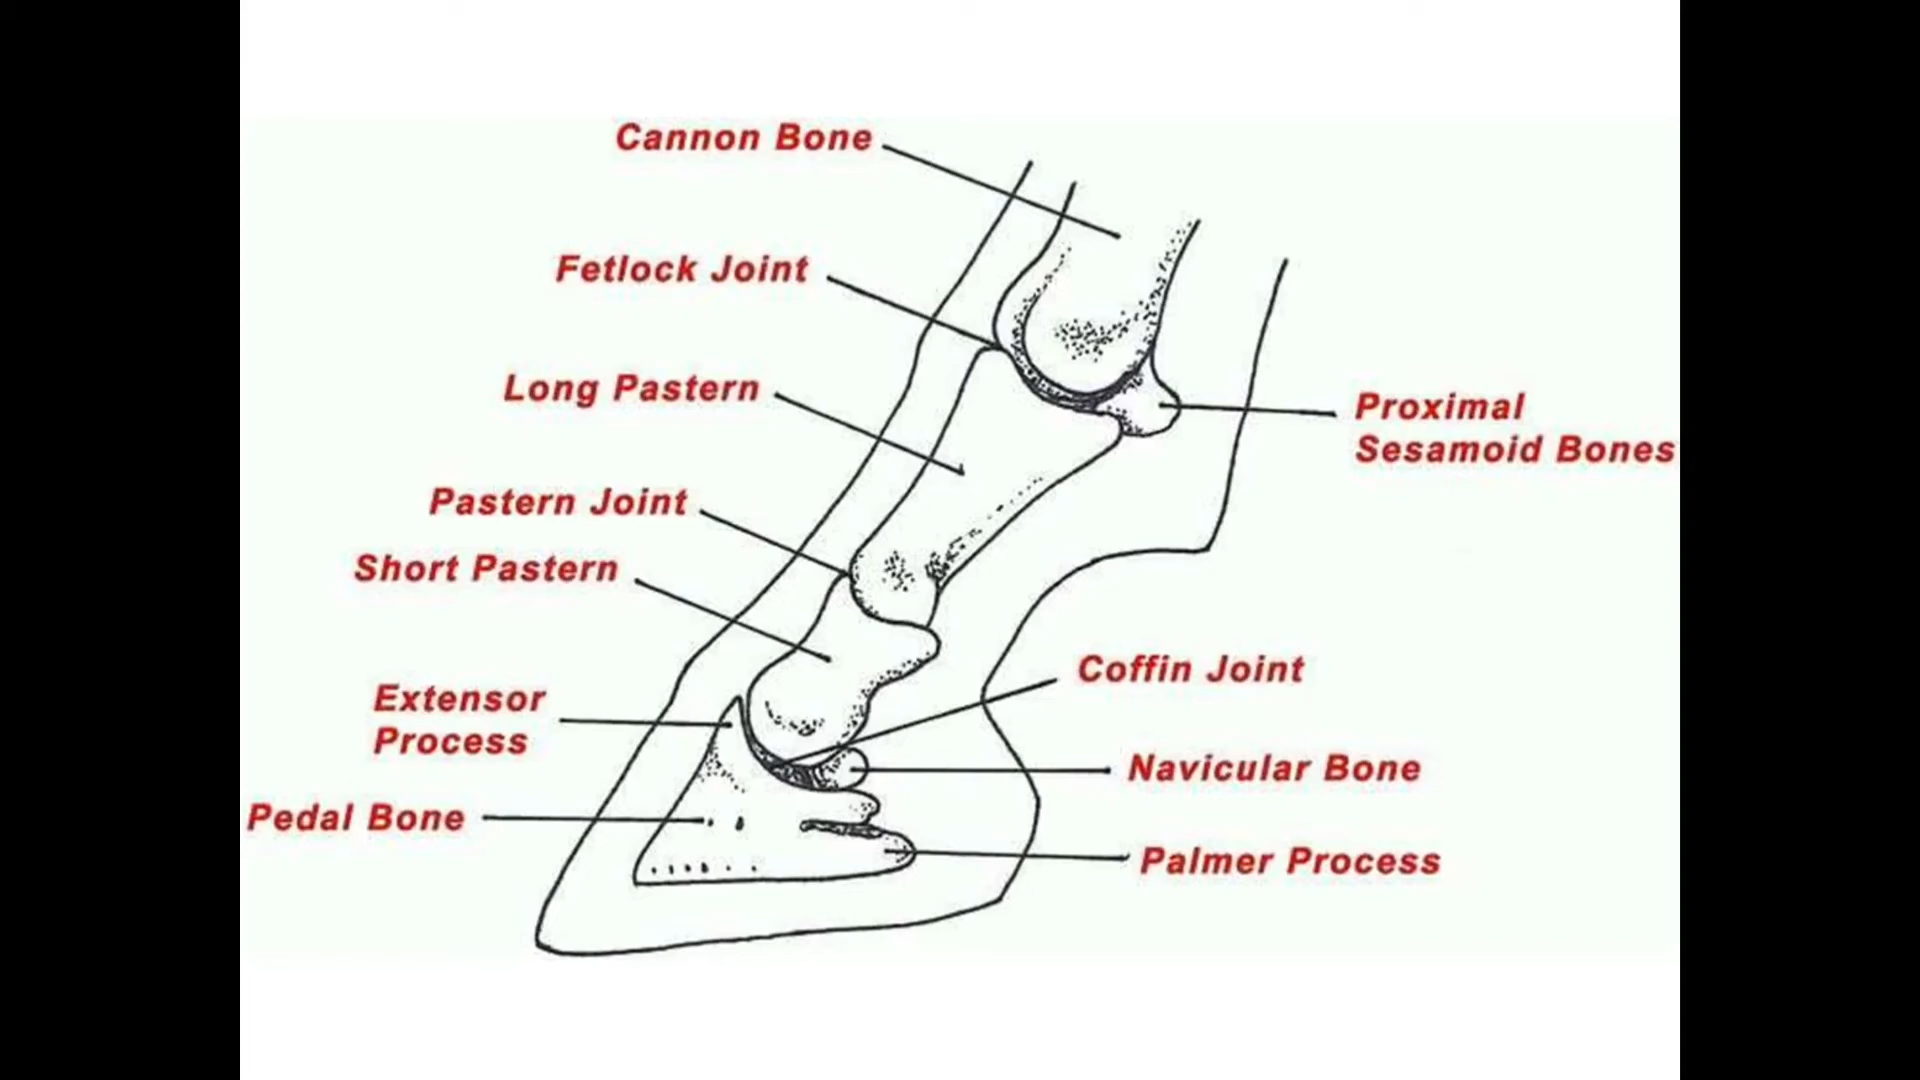 Cannon Bone
Fetlock Joint
Long Pastern
Proximal
Sesamoid Bones
Pastern Joint
Short Pastern
Coffin Joint
Extensor
Process
Navicular Bone
Pedal Bone
Palmer Process